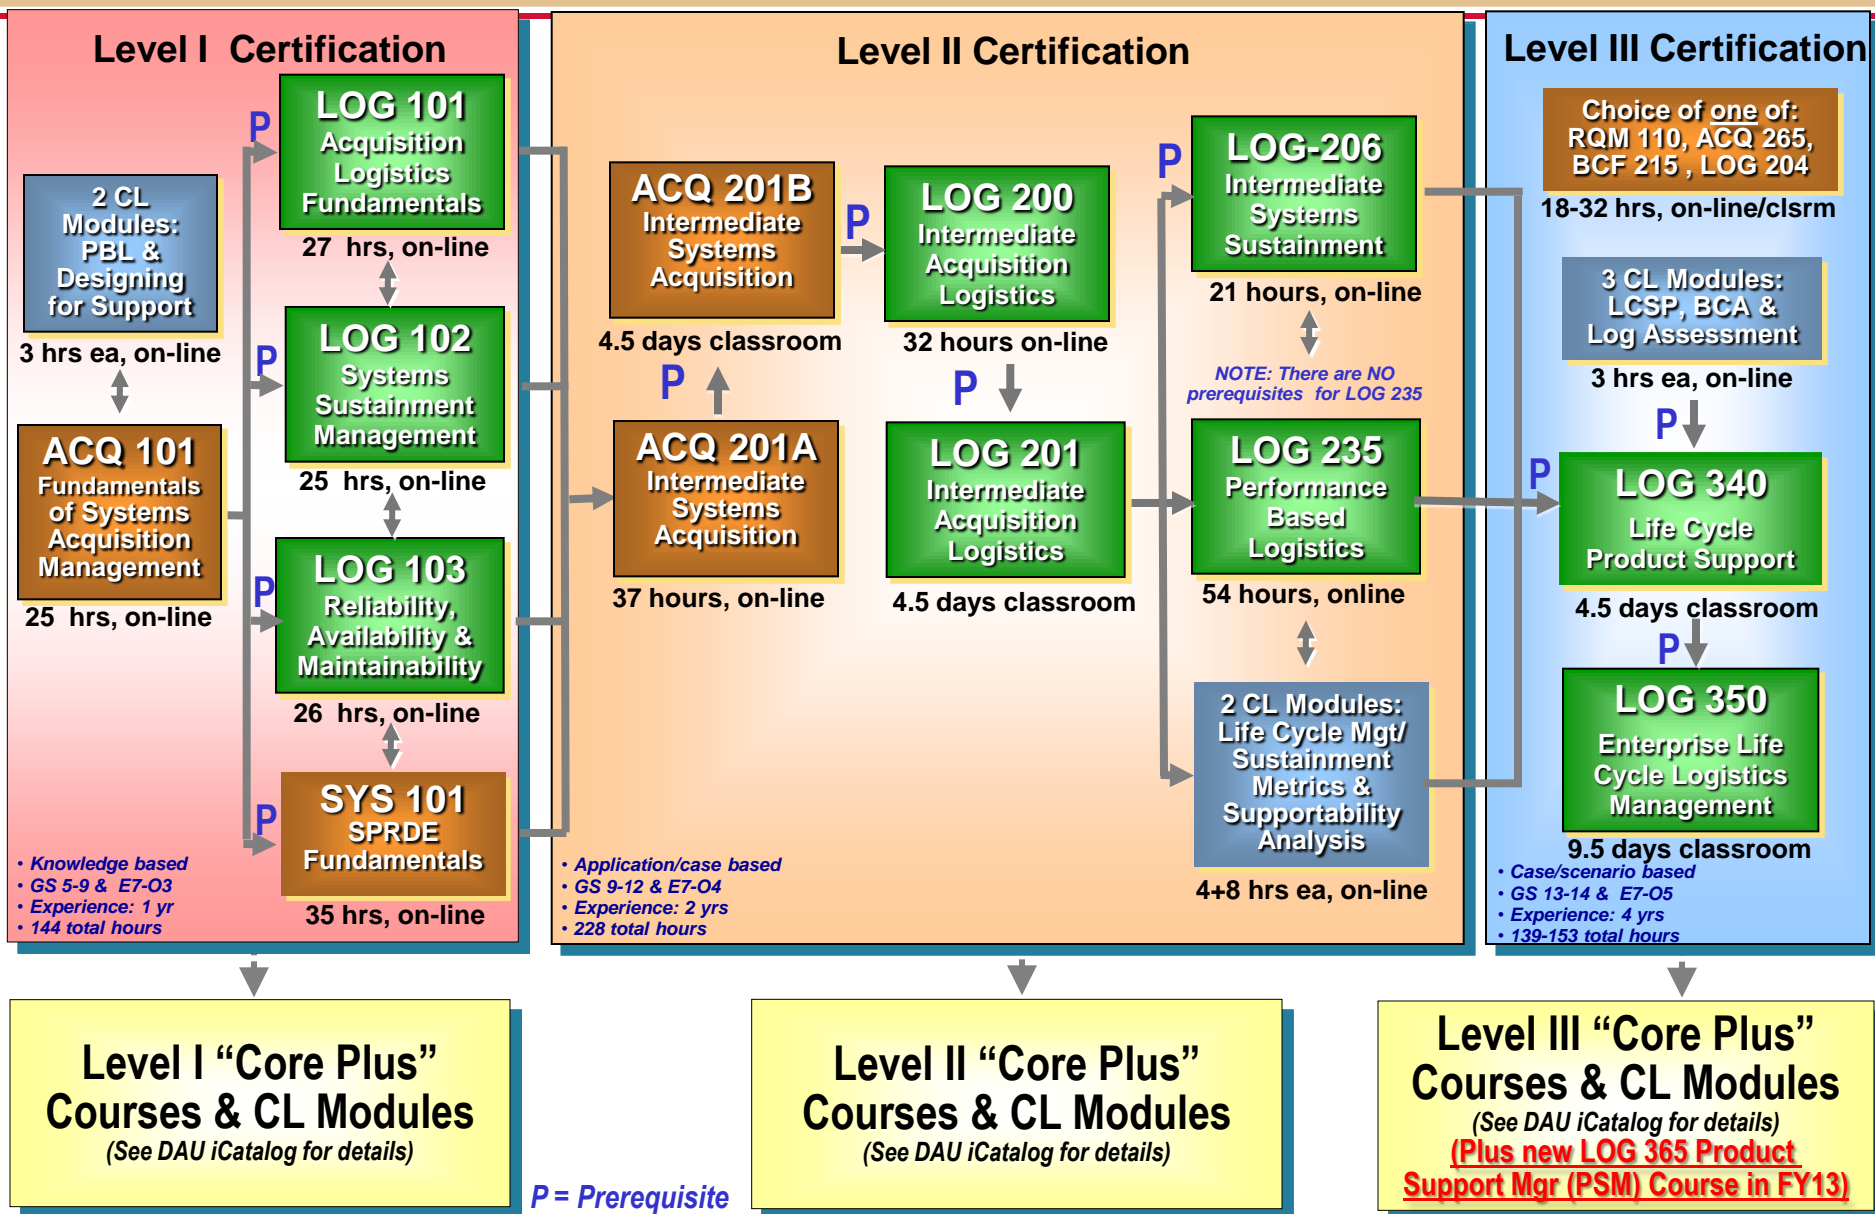 Level I  Certification
2 CL
Modules:
PBL &
Designing
for Support
3 hrs ea, on-line
ACQ 101
Fundamentals
of Systems
Acquisition
Management
25  hrs, on-line
P
LOG 101
Acquisition
Logistics
Fundamentals
27  hrs, on-line
P
LOG 102
Systems
Sustainment
Management
25  hrs, on-line
P
LOG 103
Reliability,
Availability &
Maintainability
26  hrs, on-line
P
SYS 101
SPRDE
Fundamentals
35 hrs, on-line
• Knowledge based
• GS 5-9 &  E7-O3
• Experience: 1 yr
• 144 total hours
Level II Certification
ACQ 201B
Intermediate
Systems
Acquisition
4.5 days classroom
P
ACQ 201A
Intermediate
Systems
Acquisition
37 hours, on-line
P
LOG 200
Intermediate
Acquisition
Logistics
32 hours on-line
P
LOG 201
Intermediate
Acquisition
Logistics
4.5 days classroom
P
LOG-206
Intermediate
Systems
Sustainment
21 hours, on-line
NOTE: There are NO
prerequisites  for LOG 235
LOG 235
Performance
Based
Logistics
54 hours, online
2 CL Modules:
Life Cycle Mgt/
Sustainment
Metrics &
Supportability
Analysis
4+8 hrs ea, on-line
• Application/case based
• GS 9-12 & E7-O4
• Experience: 2 yrs
• 228 total hours
Level III Certification
Choice of one of:
RQM 110, ACQ 265,
BCF 215 , LOG 204
18-32 hrs, on-line/clsrm
3 CL Modules:
LCSP, BCA &
Log Assessment
3 hrs ea, on-line
P
P
LOG 340
Life Cycle
Product Support
4.5 days classroom
P
LOG 350
Enterprise Life
Cycle Logistics
Management
9.5 days classroom
• Case/scenario based
• GS 13-14 &  E7-O5
• Experience: 4 yrs
• 139-153 total hours
Level I “Core Plus”
Courses & CL Modules
(See DAU iCatalog for details)
P = Prerequisite
Level II “Core Plus”
Courses & CL Modules
(See DAU iCatalog for details)
Level III “Core Plus”
Courses & CL Modules
(See DAU iCatalog for details)
(Plus new LOG 365 Product
Support Mgr (PSM) Course in FY13)